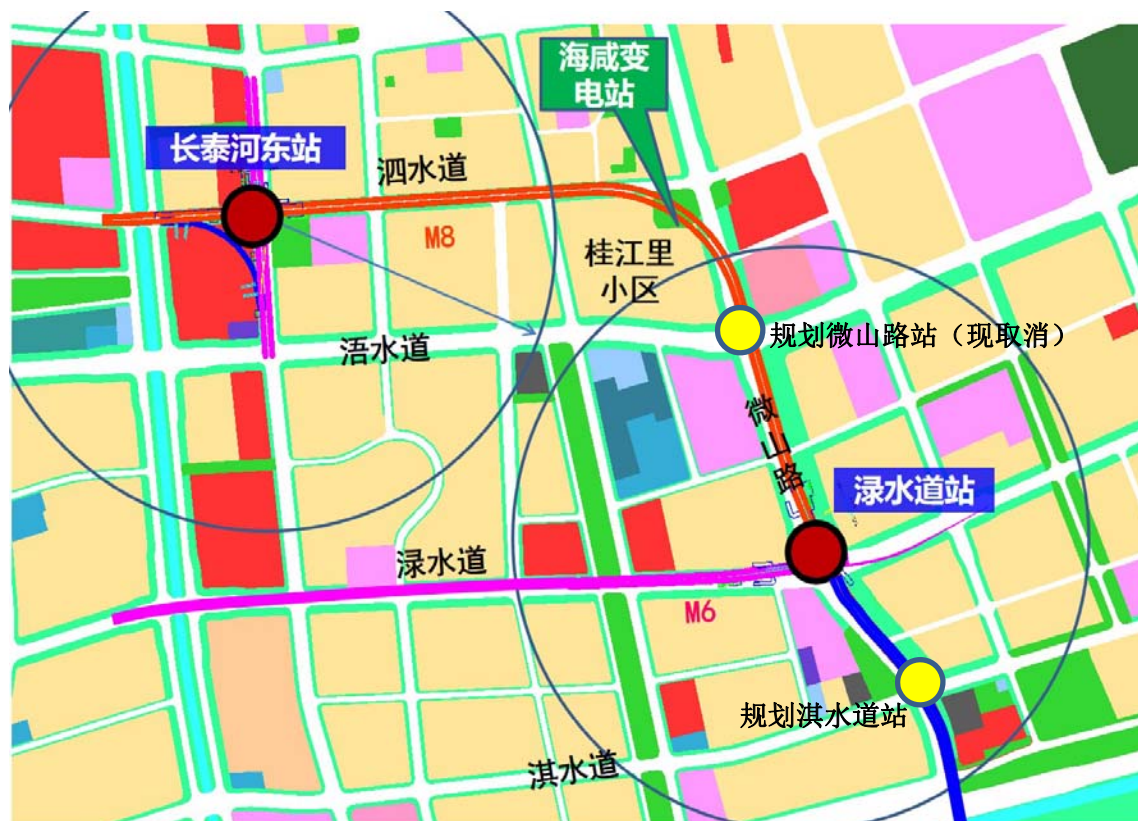 海咸变
电站
长泰河东站
泗水道
M8
桂江里
小区
规划微山路站（现取消）
浯水道
微
山
路
渌水道站
渌水道
M6
规划淇水道站
淇水道